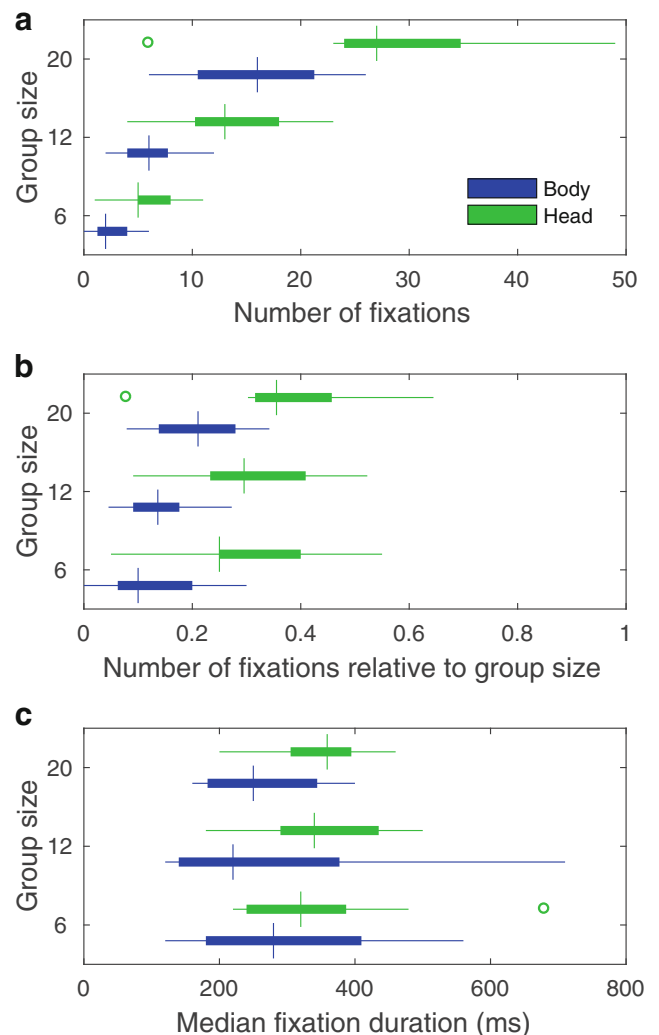 a
Group size
20
12
6
Body
Head
0 10 20 30 40 50
Number of fixations
b
Group size
20
12
6
0 0.2 0.4 0.6 0.8 1
Number of fixations relative to group size
c
Group size
20
12
6
0 200 400 600 800
Median fixation duration (ms)